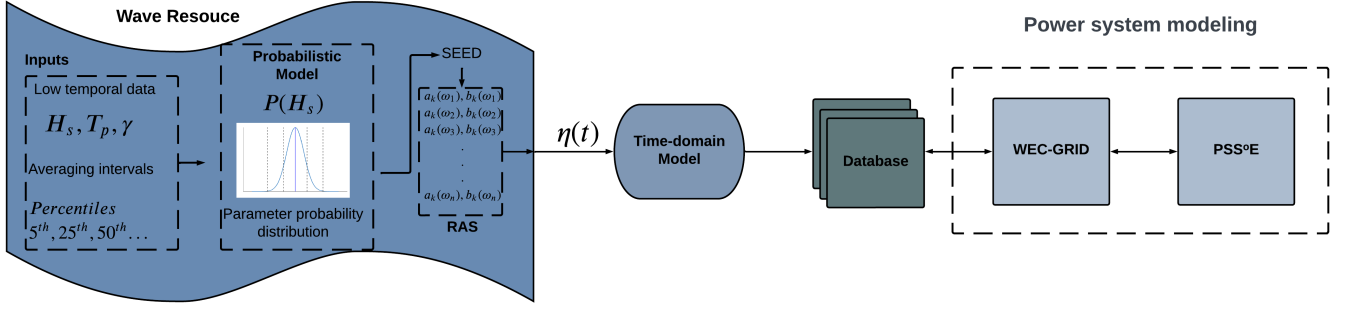 Wave Resouce
Inputs
Low temporal data
H_s, T_p, γ
Averaging intervals
Percentiles
5^th, 25^th, 50^th ...
Probabilistic
Model
P(H_s)
Parameter probability
distribution
SEED
a_k(ω_1), b_k(ω_1)
a_k(ω_2), b_k(ω_2)
a_k(ω_3), b_k(ω_3)
.
.
.
a_k(ω_n), b_k(ω_n)
RAS
η(t)
Time-domain
Model
Database
Power system modeling
WEC-GRID
PSSºE